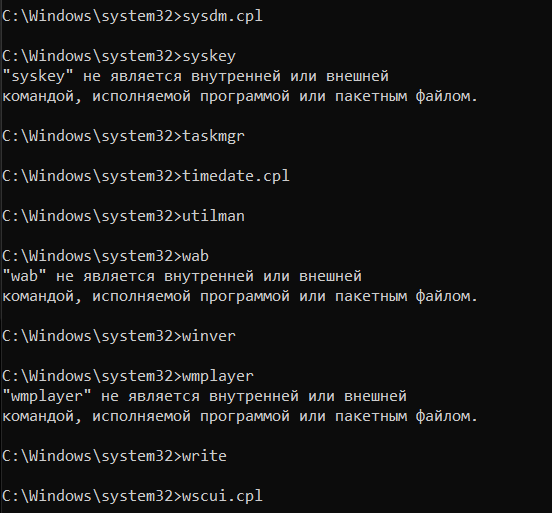 C:\Windows\system32>sysdm.cpl
C:\Windows\system32>syskey
"syskey" не является внутренней или внешней
командой, исполняемой программой или пакетным файлом.
C:\Windows\system32>taskmgr
C:\Windows\system32>timedate.cpl
C:\Windows\system32>utilman
C:\Windows\system32>wab
"wab" не является внутренней или внешней
командой, исполняемой программой или пакетным файлом.
C:\Windows\system32>winver
C:\Windows\system32>wmplayer
"wmplayer" не является внутренней или внешней
командой, исполняемой программой или пакетным файлом.
C:\Windows\system32>write
C:\Windows\system32>wscui.cpl